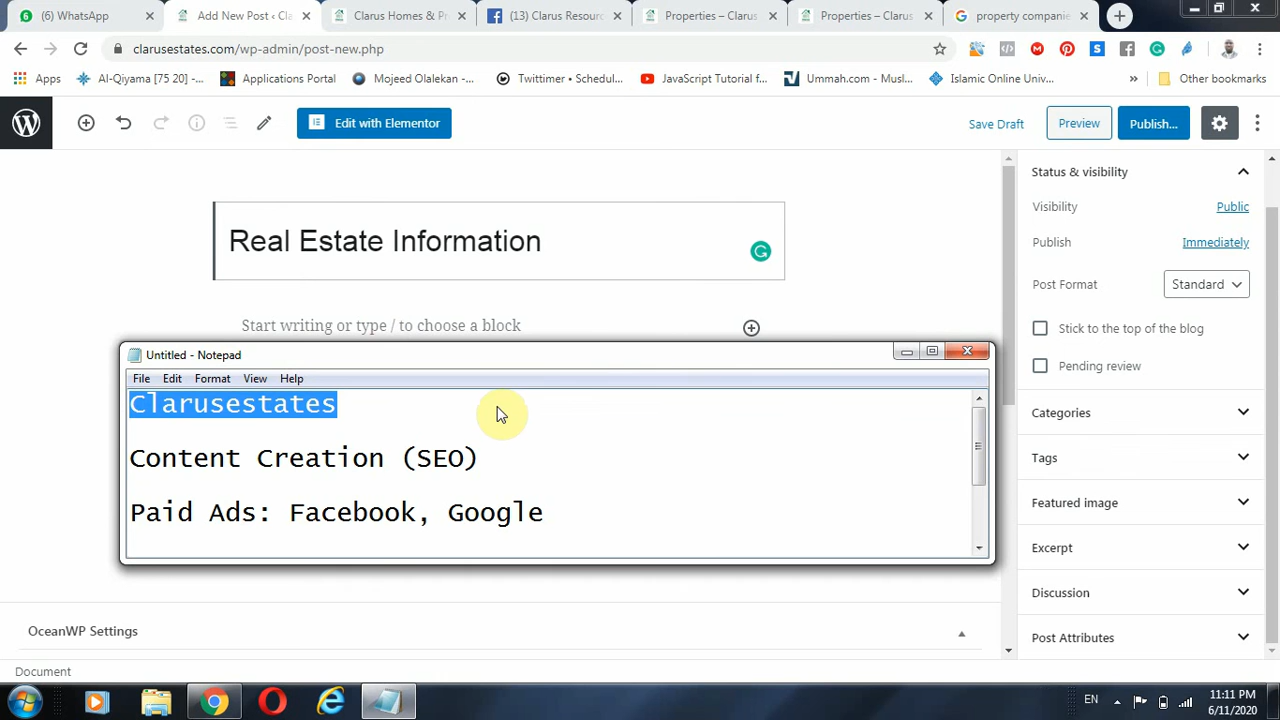 (6) WhatsApp
Add New Post ‹ Cla
Clarus Homes & Pr
(13) Clarus Resour
Properties – Clarus
Properties – Clarus
property companie
clarusestates.com/wp-admin/post-new.php
Apps
Al-Qiyama [75 20] -...
Applications Portal
Mojeed Olalekan -...
Twittimer • Schedul...
JavaScript Tutorial f...
Ummah.com - Musl...
Islamic Online Univ...
»
Other bookmarks
Edit with Elementor
Save Draft
Preview
Publish...
Real Estate Information
Start writing or type / to choose a block
Status & visibility
Visibility
Public
Publish
Immediately
Post Format
Standard
Stick to the top of the blog
Pending review
Categories
Tags
Featured image
Excerpt
Discussion
Post Attributes
Untitled - Notepad
File Edit Format View Help
Clarusestates
Content Creation (SEO)
Paid Ads: Facebook, Google
OceanWP Settings
Document
EN
11:11 PM
6/11/2020